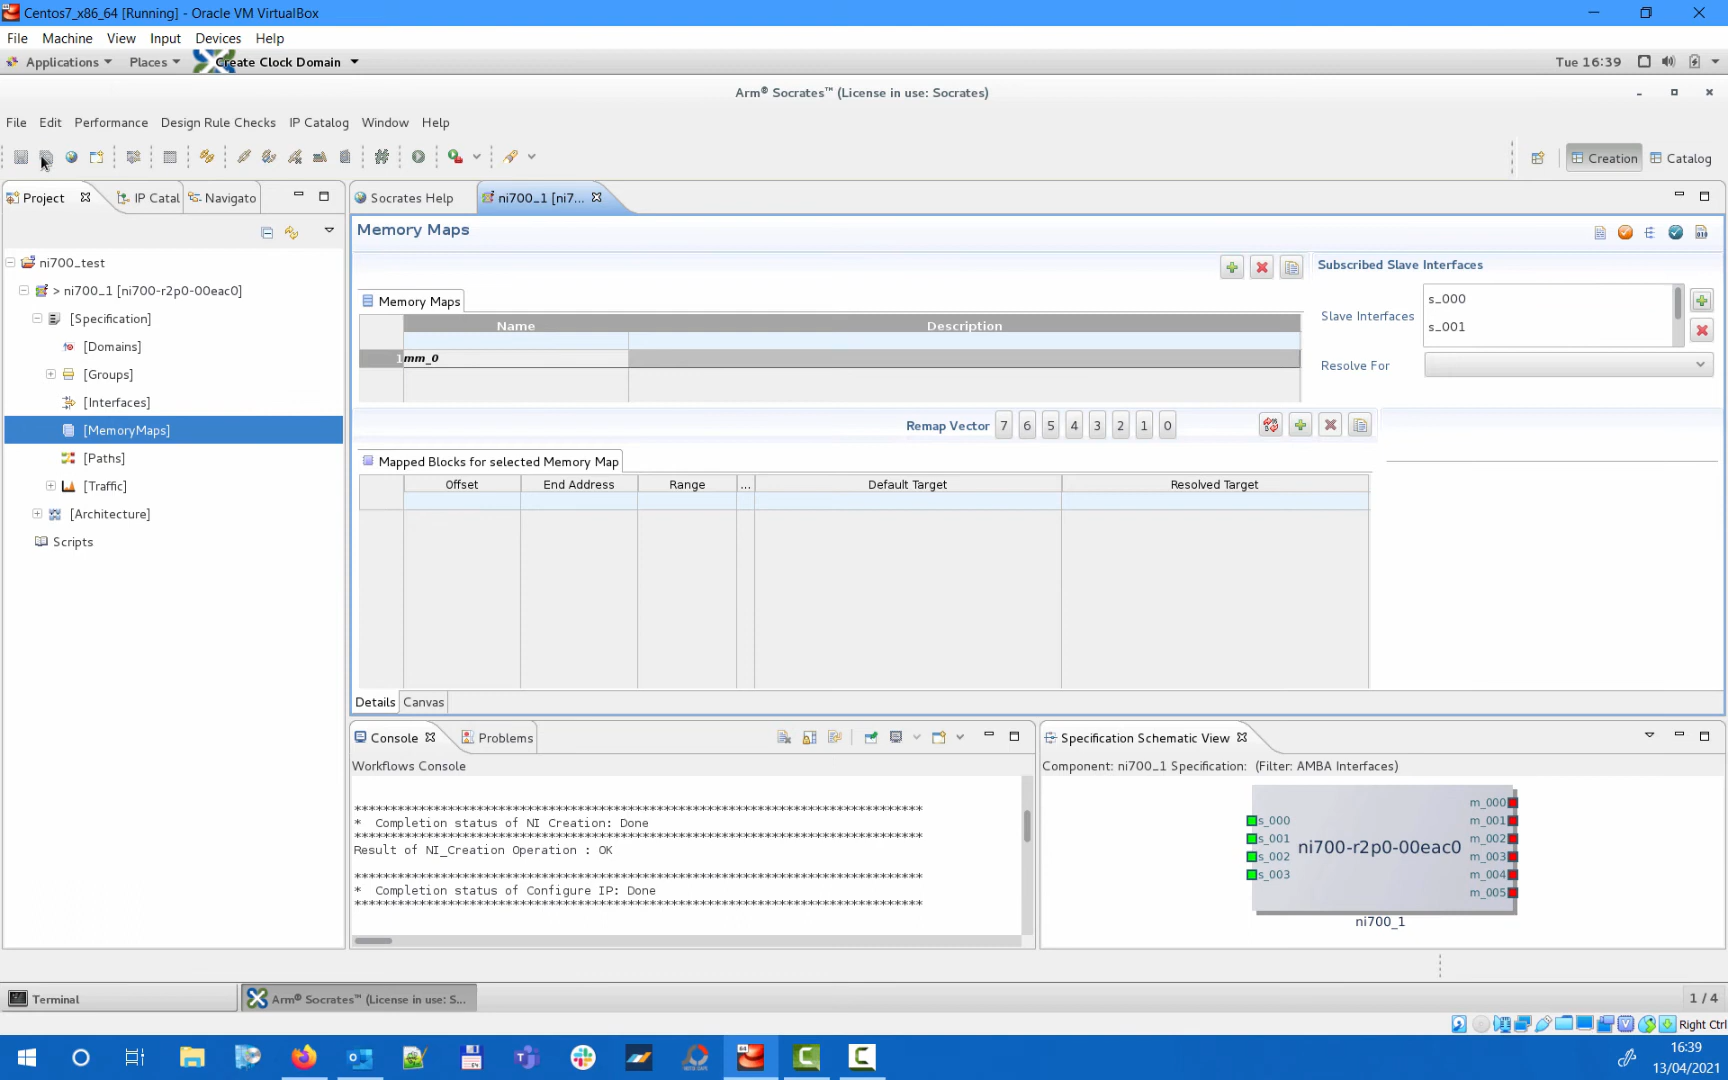 Centos7_x86_64 [Running] - Oracle VM VirtualBox
File Machine View Input Devices Help
Applications Places Create Clock Domain Tue 16:39
Arm® Socrates™ (License in use: Socrates)
File Edit Performance Design Rule Checks IP Catalog Window Help
Creation Catalog
Project IP Catal Navigato Socrates Help ni700_1 [ni7...
Memory Maps
ni700_test
> ni700_1 [ni700-r2p0-00eac0]
[Specification]
[Domains]
[Groups]
[Interfaces]
[MemoryMaps]
[Paths]
[Traffic]
[Architecture]
Scripts
Memory Maps
Name Description
1 mm_0
Subscribed Slave Interfaces
Slave Interfaces
s_000
s_001
Resolve For
Remap Vector 7 6 5 4 3 2 1 0
Mapped Blocks for selected Memory Map
Offset End Address Range ... Default Target Resolved Target
Details Canvas
Console Problems
Workflows Console
********************************************************************************
* Completion status of NI Creation: Done
********************************************************************************
Result of NI_Creation Operation : OK
********************************************************************************
* Completion status of Configure IP: Done
********************************************************************************
Specification Schematic View
Component: ni700_1 Specification: (Filter: AMBA Interfaces)
s_000
s_001
s_002
s_003
ni700-r2p0-00eac0
m_000
m_001
m_002
m_003
m_004
m_005
ni700_1
Terminal Arm® Socrates™ (License in use: S... 1 / 4
Right Ctrl
16:39
13/04/2021